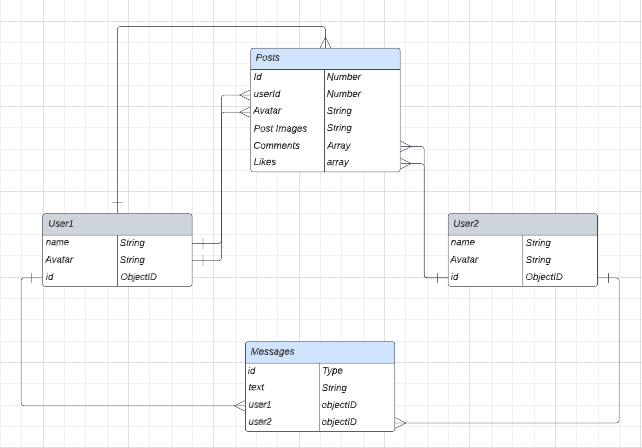 Posts
Id Number
userId Number
Avatar String
Post Images String
Comments Array
Likes array
User1
name String
Avatar String
id ObjectID
User2
name String
Avatar String
id ObjectID
Messages
id Type
text String
user1 objectID
user2 objectID